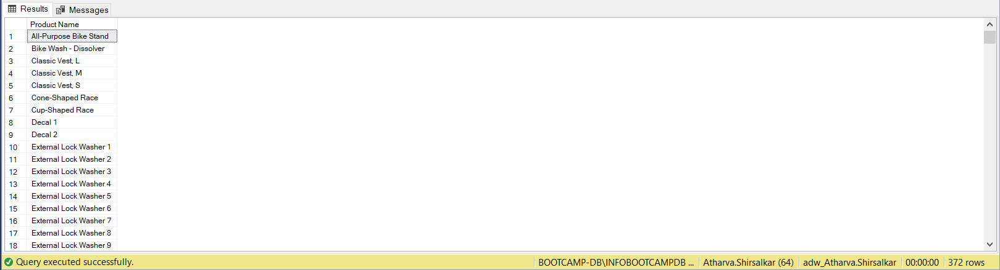 Results Messages
Product Name
1 All-Purpose Bike Stand
2 Bike Wash - Dissolver
3 Classic Vest, L
4 Classic Vest, M
5 Classic Vest, S
6 Cone-Shaped Race
7 Cup-Shaped Race
8 Decal 1
9 Decal 2
10 External Lock Washer 1
11 External Lock Washer 2
12 External Lock Washer 3
13 External Lock Washer 4
14 External Lock Washer 5
15 External Lock Washer 6
16 External Lock Washer 7
17 External Lock Washer 8
18 External Lock Washer 9
Query executed successfully. BOOTCAMP-DB\INFOBOOTCAMPDB ... Atharva.Shirsalkar (64) adw_Atharva.Shirsalkar 00:00:00 372 rows